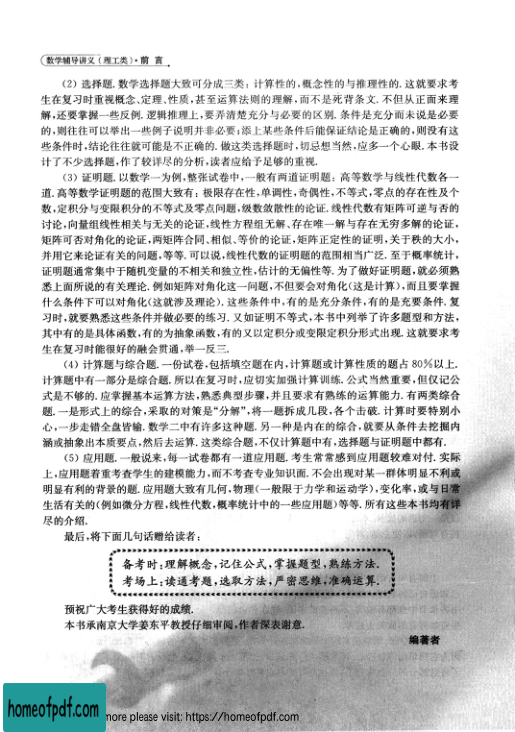 数学辅导讲义(理工类)·前 言
(2) 选择题. 数学选择题大致可分成三类: 计算性的,概念性的与推理性的. 这就要求考
生在复习时重视概念、定理、性质,甚至运算法则的理解,而不是死背条文. 不但从正面来理
解,还要掌握一些反例. 逻辑推理上,要弄清楚充分与必要的区别. 条件是充分而未说是必要
的,则往往可以举出一些例子说明并非必要;添上某些条件后能保证结论是正确的,则没有这
些条件时,结论往往就可能是不正确的. 做这类选择题时,切忌想当然,应多一个心眼. 本书设
计了不少选择题,作了较详尽的分析,读者应给予足够的重视.
(3) 证明题. 以数学一为例,整张试卷中,一般有两道证明题: 高等数学与线性代数各一
道. 高等数学证明题的范围大致有: 极限存在性,单调性,奇偶性,不等式,零点的存在性及个
数,定积分与变限积分的不等式及零点问题,级数敛散性的论证. 线性代数有矩阵可逆与否的
讨论,向量组线性相关与无关的论证,线性方程组无解、存在唯一解与存在无穷多解的论证,
矩阵可否对角化的论证,两矩阵合同、相似、等价的论证,矩阵正定性的证明,关于秩的大小,
并用它来论证有关的问题,等等. 可以说,线性代数的证明题的范围相当广泛. 至于概率统计,
证明题通常集中于随机变量的不相关和独立性,估计的无偏性等. 为了做好证明题,就必须熟
悉上面所说的有关理论. 例如矩阵对角化这一问题,不但要会对角化(这是计算),而且要掌握
什么条件下可以对角化(这就涉及理论). 这些条件中,有的是充分条件,有的是充要条件. 复
习时,就要熟悉这些条件并做必要的练习. 又如证明不等式,本书中列举了许多题型和方法,
其中有的是具体函数,有的为抽象函数,有的又以定积分或变限定积分形式出现. 这就要求考
生在复习时能很好的融会贯通,举一反三.
(4) 计算题与综合题. 一份试卷,包括填空题在内,计算题或计算性质的题占 80%以上.
计算题中有一部分是综合题. 所以在复习时,应切实加强计算训练. 公式当然重要,但仅记公
式是不够的. 应掌握基本运算方法,熟悉典型步骤,并且要求有熟练的运算能力. 有两类综合
题. 一是形式上的综合,采取的对策是“分解”,将一题拆成几段,各个击破. 计算时要特别小
心,一步走错全盘皆输. 数学二中有许多这种题. 另一种是内在的综合,就要从条件去挖掘内
涵或抽象出本质要点,然后去运算. 这类综合题,不仅计算题中有,选择题与证明题中都有.
(5) 应用题. 一般说来,每一试卷都有一道应用题. 考生常常感到应用题较难对付. 实际
上,应用题着重考查学生的建模能力,而不考查专业知识面. 不会出现对某一群体明显不利或
明显有利的背景的题. 应用题大致有几何,物理(一般限于力学和运动学),变化率,或与日常
生活有关的(例如微分方程,线性代数,概率统计中的一些应用题)等等. 所有这些本书均有详
尽的介绍.
最后,将下面几句话赠给读者:
备考时:理解概念,记住公式,掌握题型,熟练方法.
考场上:读通考题,选取方法,严密思维,准确运算.
预祝广大考生获得好的成绩.
本书承南京大学姜东平教授仔细审阅,作者深表谢意.
编著者
homeofpdf.com
more please visit: https://homeofpdf.com